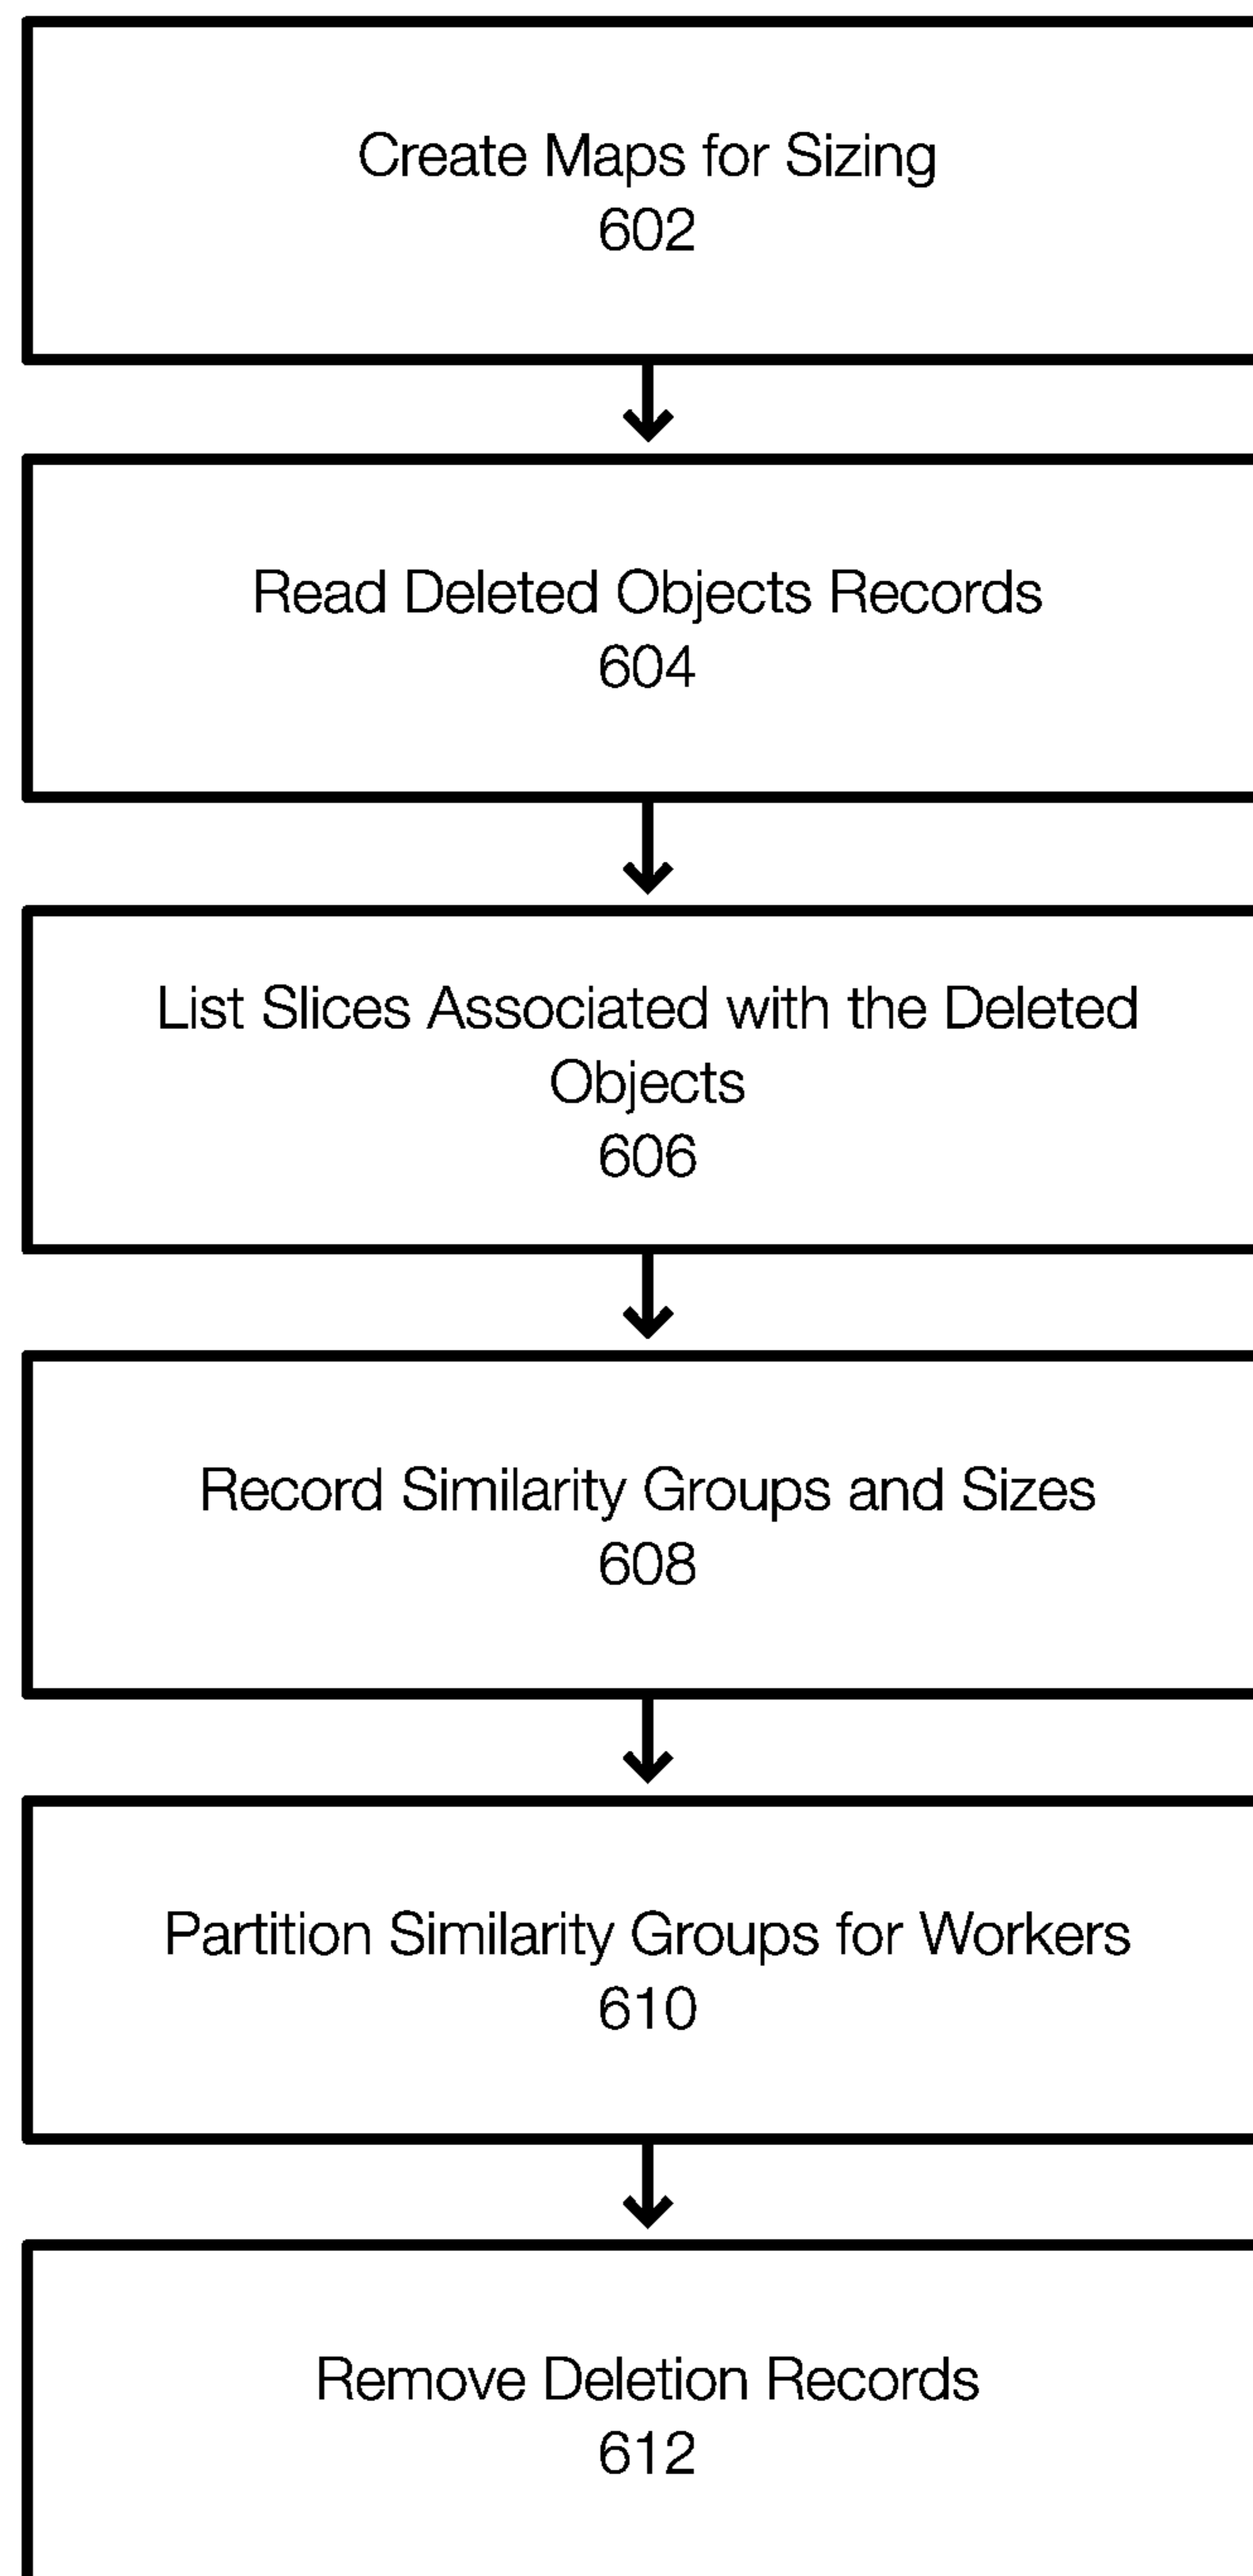 Create Maps for Sizing
602
Read Deleted Objects Records
604
List Slices Associated with the Deleted
Objects
606
Record Similarity Groups and Sizes
608
Partition Similarity Groups for Workers
610
Remove Deletion Records
612